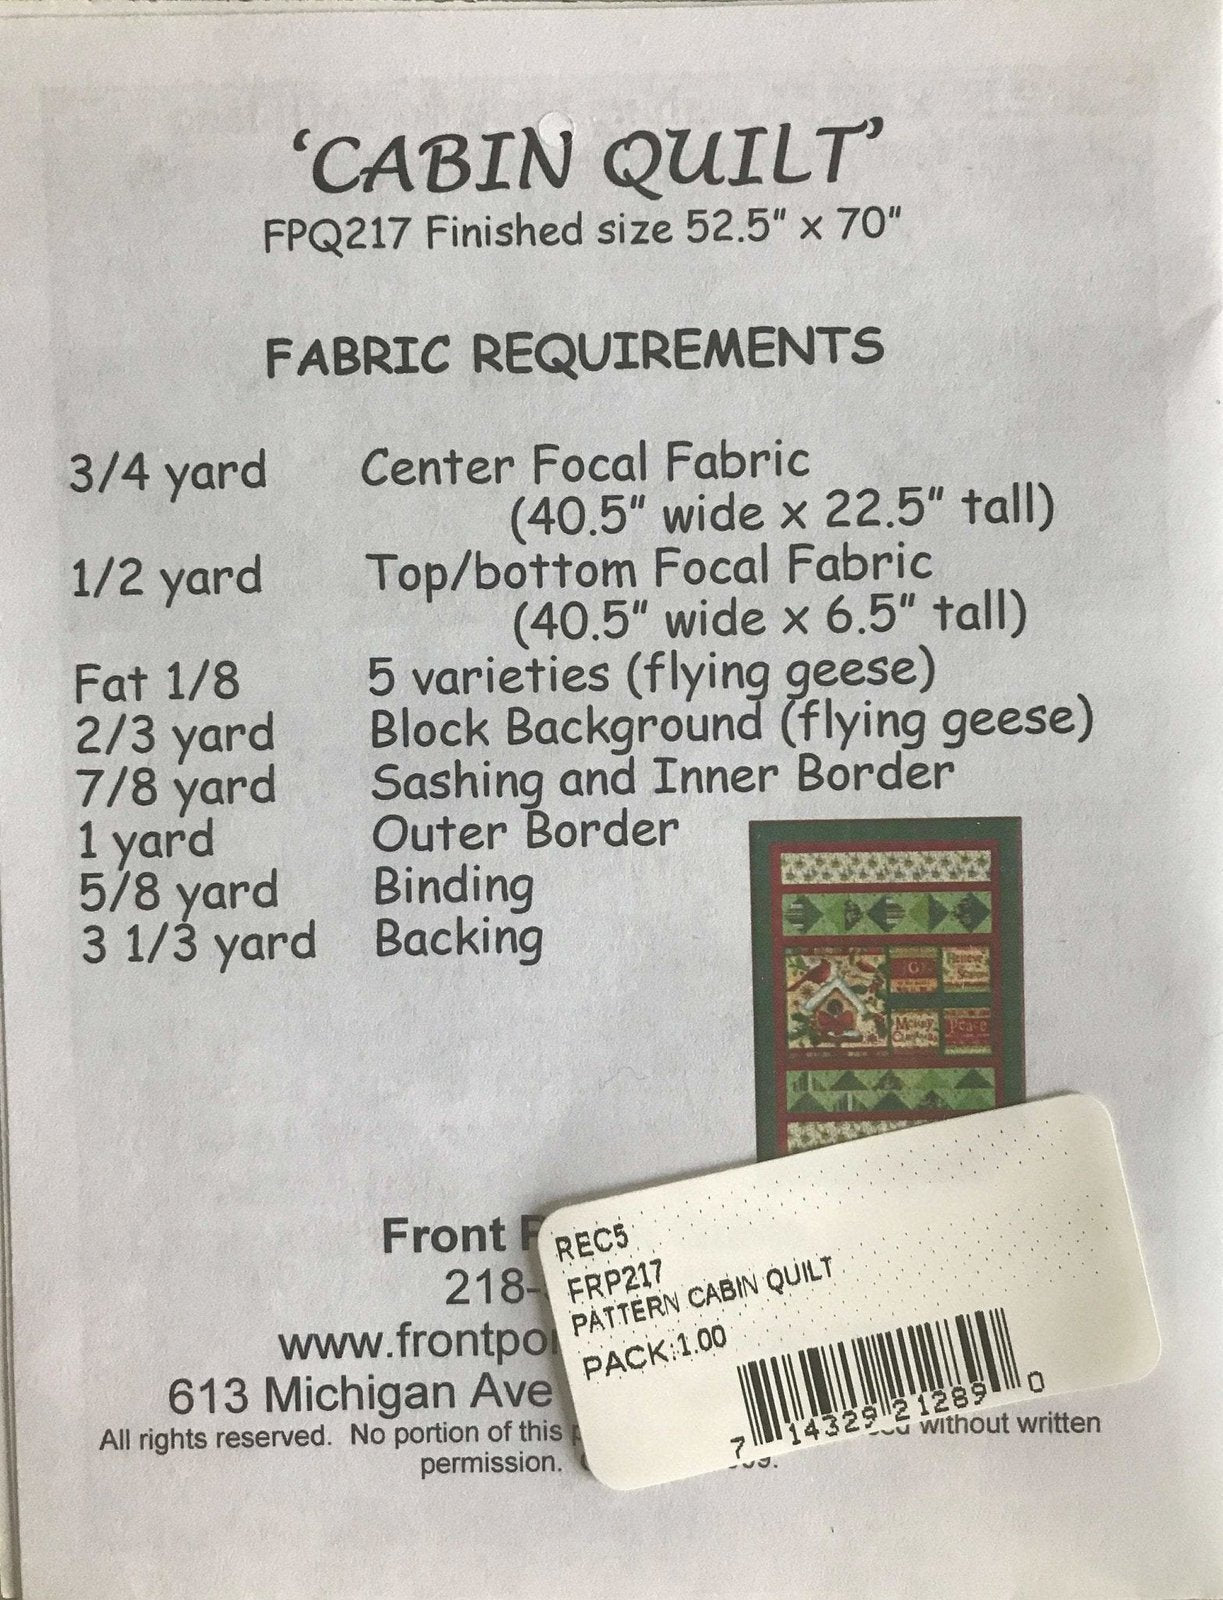 ‘CABIN QUILT’
FPQ217 Finished size 52.5" x 70"
FABRIC REQUIREMENTS
3/4 yard Center Focal Fabric
(40.5" wide x 22.5" tall)
1/2 yard Top/bottom Focal Fabric
(40.5" wide x 6.5" tall)
Fat 1/8 5 varieties (flying geese)
2/3 yard Block Background (flying geese)
7/8 yard Sashing and Inner Border
1 yard Outer Border
5/8 yard Binding
3 1/3 yard Backing
Believe
Merry
Peace
Front
218-
www.frontpo
613 Michigan Ave
All rights reserved. No portion of this without written
permission.
REC5
FRP217
PATTERN CABIN QUILT
PACK:1.00
7 14329 21289 0